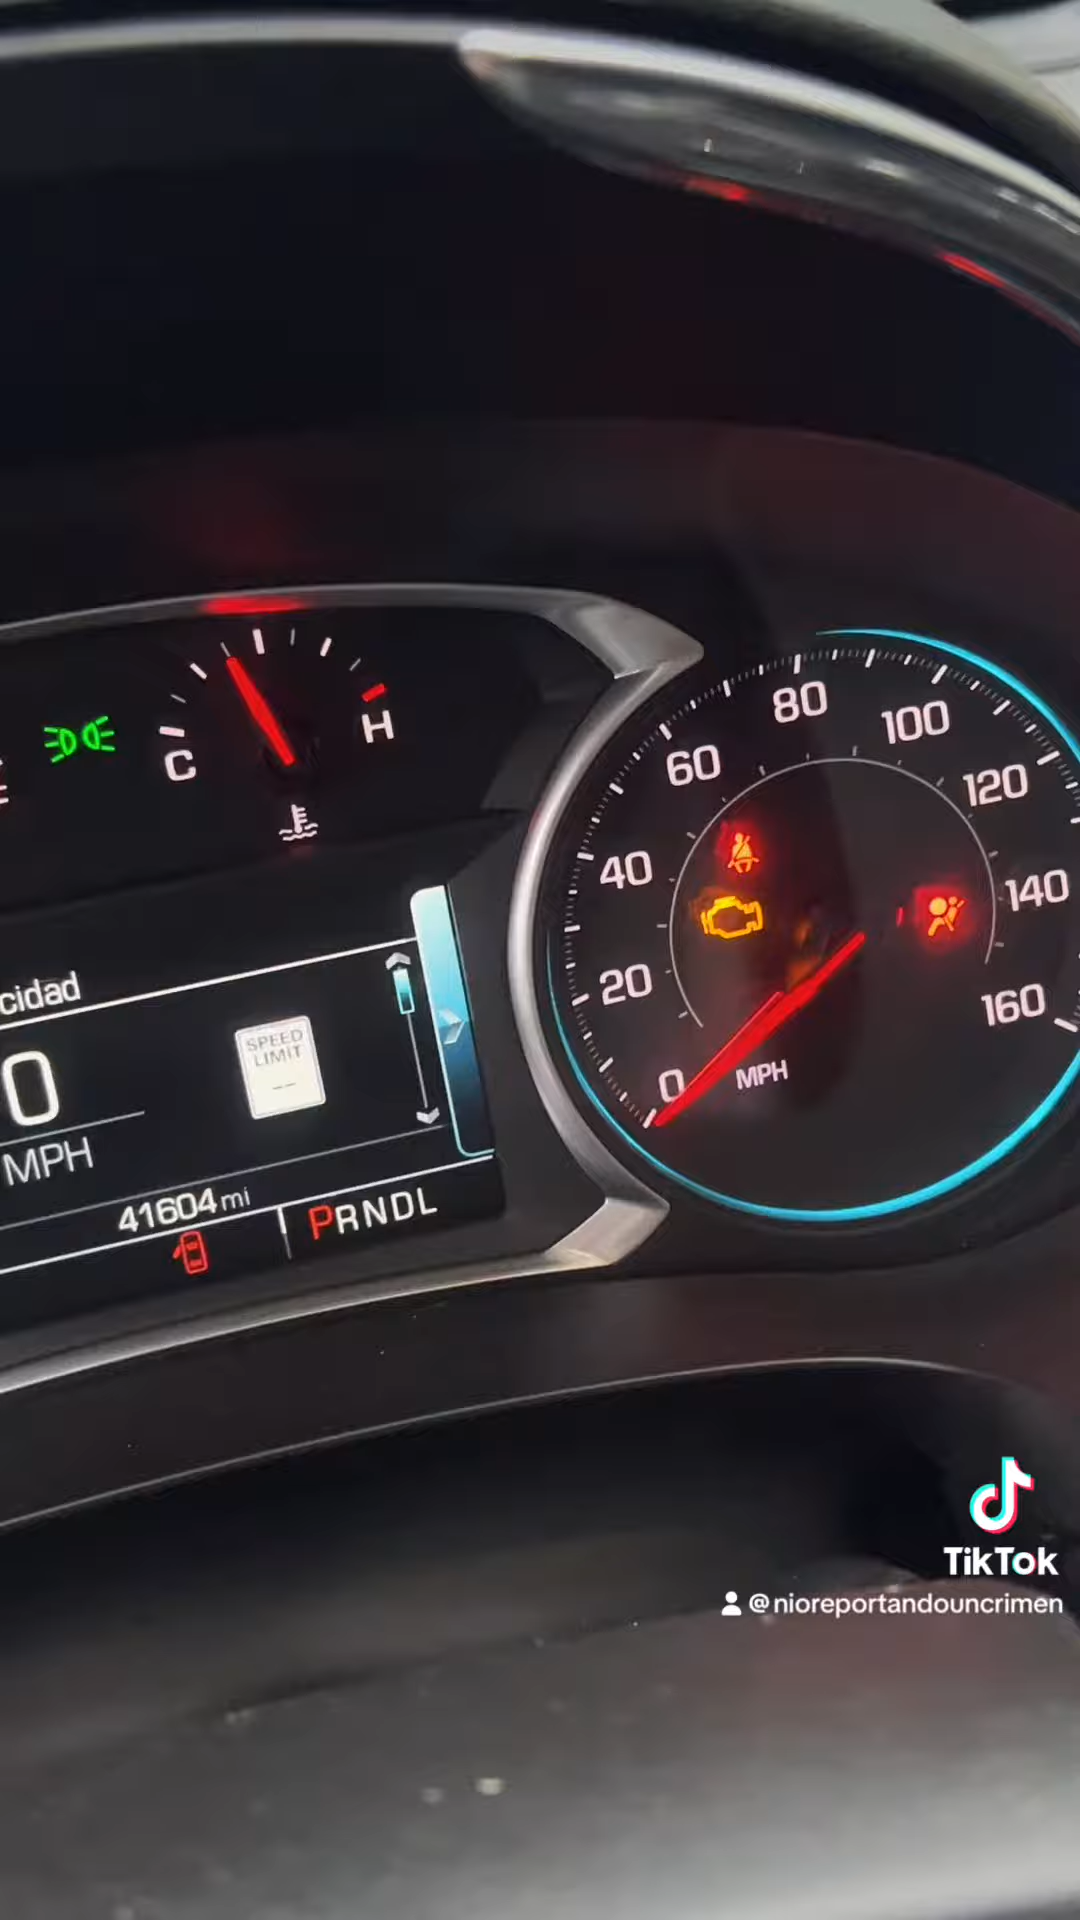 C
H
cidad
0
MPH
SPEED
LIMIT
--
41604 mi
PRNDL
0
20
40
60
80
100
120
140
160
MPH
TikTok
@nioreportandouncrimen